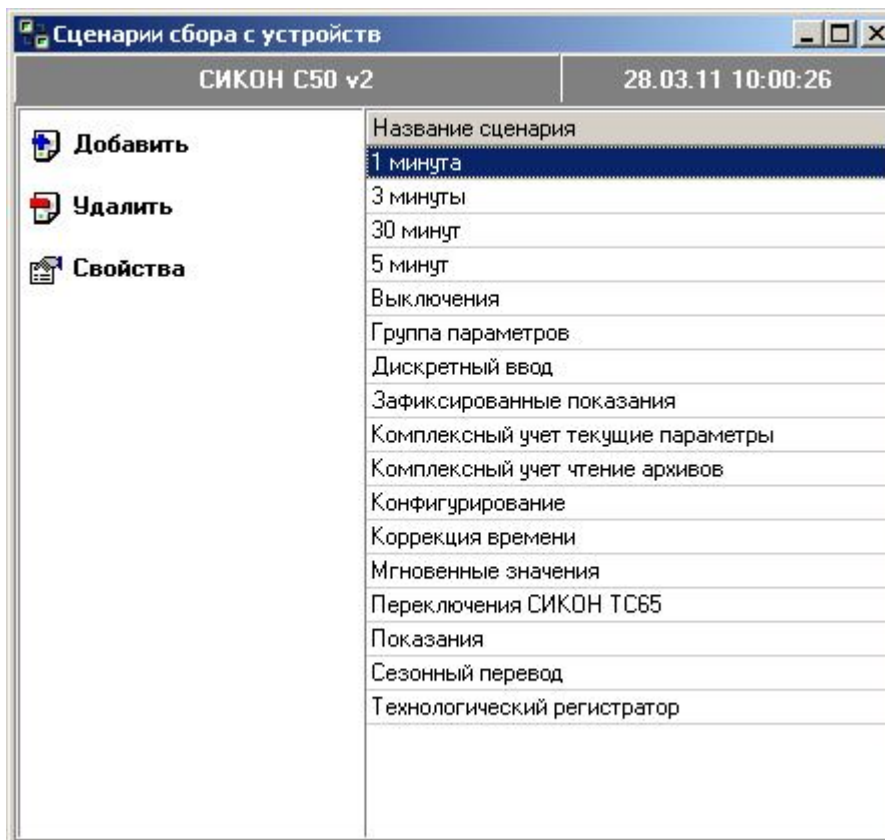 Сценарии сбора с устройств
СИКОН С50 v2
28.03.11 10:00:26
Добавить
Удалить
Свойства
Название сценария
1 минута
3 минуты
30 минут
5 минут
Выключения
Группа параметров
Дискретный ввод
Зафиксированные показания
Комплексный учет текущие параметры
Комплексный учет чтение архивов
Конфигурирование
Коррекция времени
Мгновенные значения
Переключения СИКОН ТС65
Показания
Сезонный перевод
Технологический регистратор